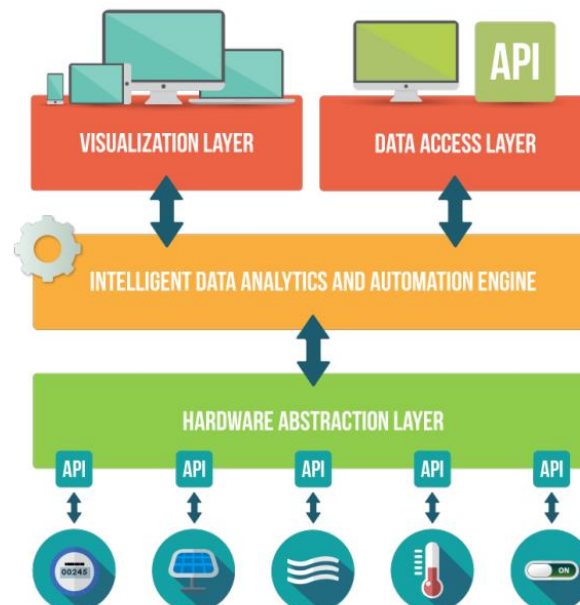 API
VISUALIZATION LAYER
DATA ACCESS LAYER
INTELLIGENT DATA ANALYTICS AND AUTOMATION ENGINE
HARDWARE ABSTRACTION LAYER
API
API
API
API
API
00245
ON